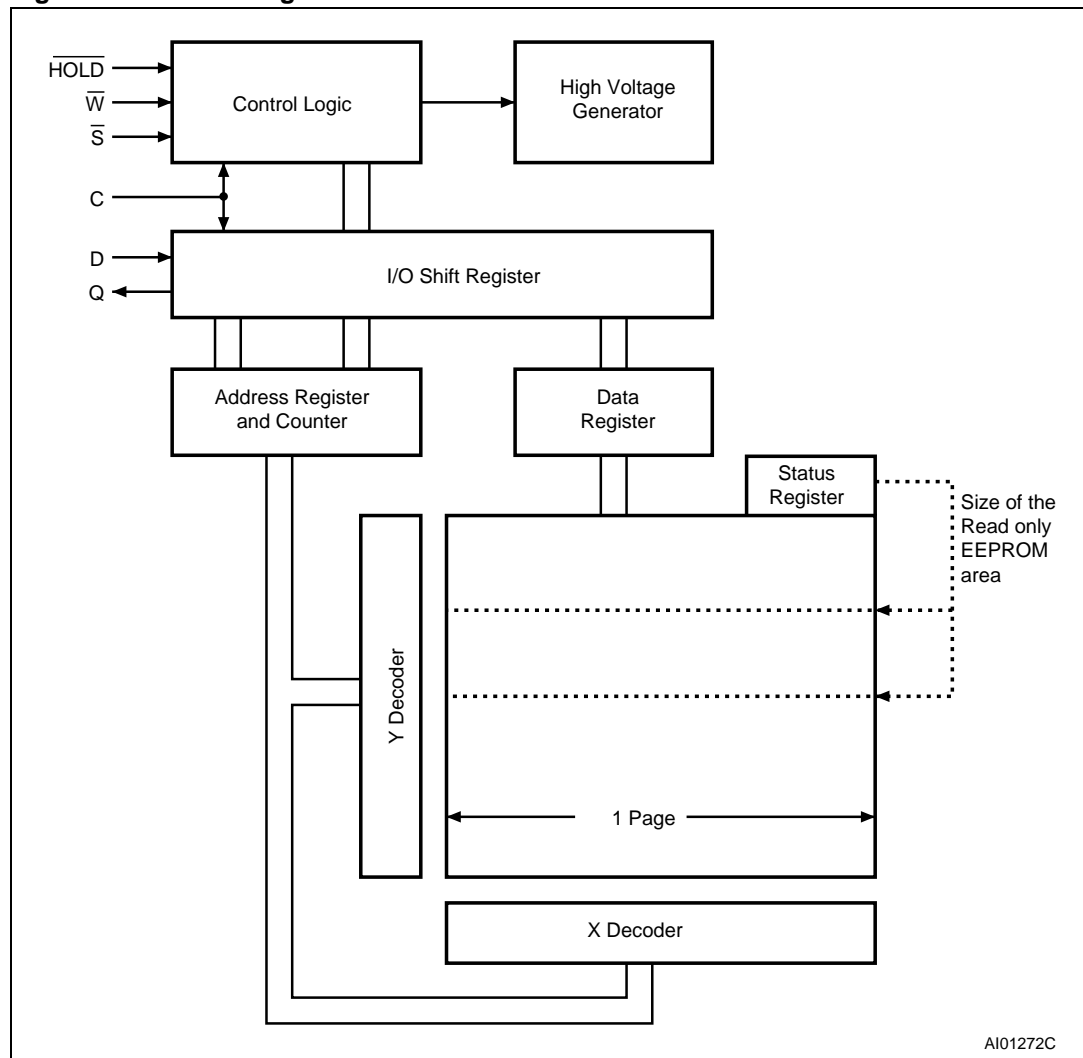 HOLD
W
S
C
D
Q
Control Logic
High Voltage
Generator
I/O Shift Register
Address Register
and Counter
Data
Register
Status
Register
Size of the
Read only
EEPROM
area
Y Decoder
1 Page
X Decoder
AI01272C